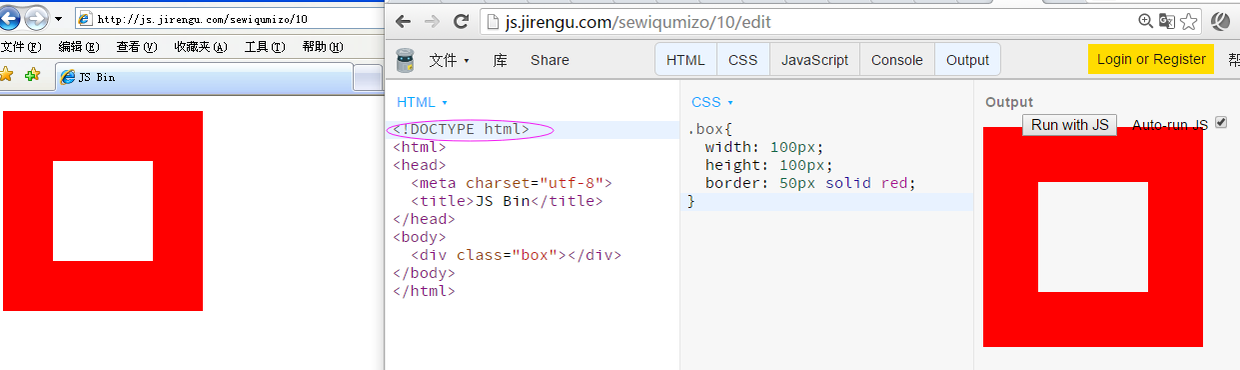 http://js.jirengu.com/sewiqumizo/10
文件(F) 编辑(E) 查看(V) 收藏夹(A) 工具(T) 帮助(H)
JS Bin
js.jirengu.com/sewiqumizo/10/edit
文件 库 Share HTML CSS JavaScript Console Output Login or Register 帮
HTML
<!DOCTYPE html>
<html>
<head>
<meta charset="utf-8">
<title>JS Bin</title>
</head>
<body>
<div class="box"></div>
</body>
</html>
CSS
.box{
width: 100px;
height: 100px;
border: 50px solid red;
}
Output
Run with JS Auto-run JS